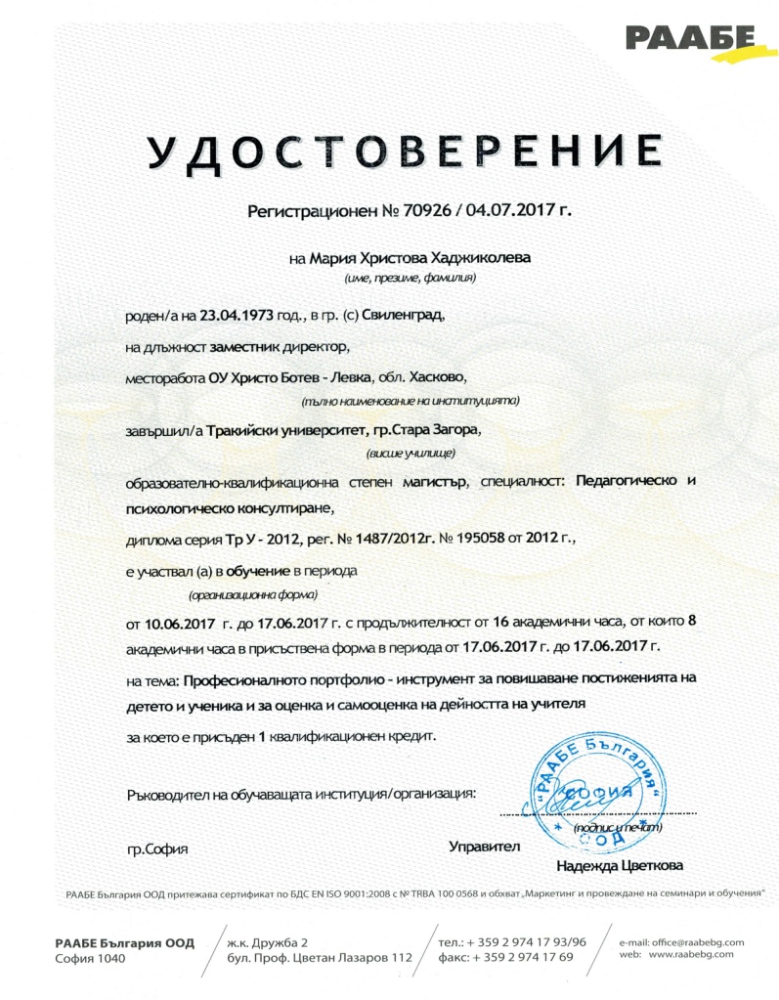 РААБЕ
УДОСТОВЕРЕНИЕ
Регистрационен № 70926 / 04.07.2017 г.
на Мария Христова Хаджиколева
(име, презиме, фамилия)
роден/а на 23.04.1973 год., в гр. (с) Свиленград,
на длъжност заместник директор,
месторабота ОУ Христо Ботев - Левка, обл. Хасково,
(пълно наименование на институцията)
завършил/а Тракийски университет, гр.Стара Загора,
(висше училище)
образователно-квалификационна степен магистър, специалност: Педагогическо и
психологическо консултиране,
диплома серия Тр У - 2012, рег. № 1487/2012г. № 195058 от 2012 г.,
е участвал (а) в обучение в периода
(организационна форма)
от 10.06.2017 г. до 17.06.2017 г. с продължителност от 16 академични часа, от които 8
академични часа в присъствена форма в периода от 17.06.2017 г. до 17.06.2017 г.
на тема: Професионалното портфолио - инструмент за повишаване постиженията на
детето и ученика и за оценка и самооценка на дейността на учителя
за което е присъден 1 квалификационен кредит.
"РААБЕ България"
СОФИЯ
ООД
Ръководител на обучаващата институция/организация:
(подпис и печат)
гр.София
Управител
Надежда Цветкова
РААБЕ България ООД притежава сертификат по БДС EN ISO 9001:2008 с № TRBA 100 0568 и обхват „Маркетинг и провеждане на семинари и обучения"
РААБЕ България ООД
София 1040
ж.к. Дружба 2
бул. Проф. Цветан Лазаров 112
тел.: + 359 2 974 17 93/96
факс: + 359 2 974 17 69
e-mail: office@raabebg.com
web: www.raabebg.com